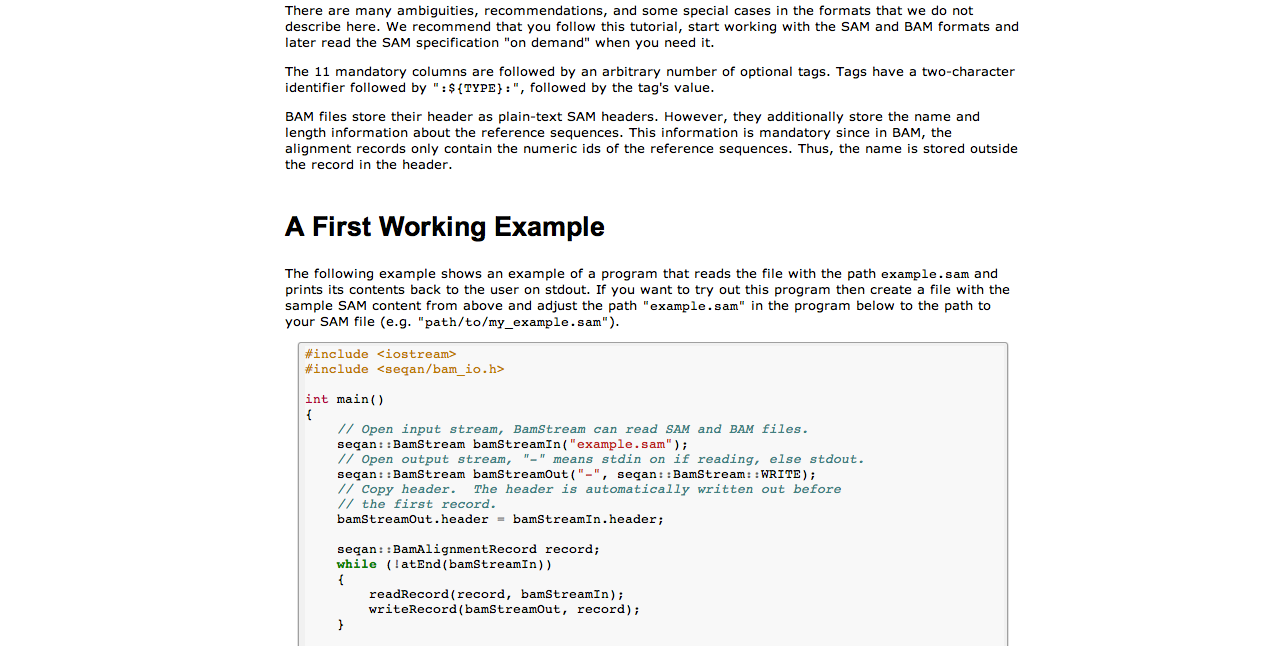 There are many ambiguities, recommendations, and some special cases in the formats that we do not
describe here. We recommend that you follow this tutorial, start working with the SAM and BAM formats and
later read the SAM specification "on demand" when you need it.
The 11 mandatory columns are followed by an arbitrary number of optional tags. Tags have a two-character
identifier followed by ":${TYPE}:", followed by the tag's value.
BAM files store their header as plain-text SAM headers. However, they additionally store the name and
length information about the reference sequences. This information is mandatory since in BAM, the
alignment records only contain the numeric ids of the reference sequences. Thus, the name is stored outside
the record in the header.
A First Working Example
The following example shows an example of a program that reads the file with the path example.sam and
prints its contents back to the user on stdout. If you want to try out this program then create a file with the
sample SAM content from above and adjust the path "example.sam" in the program below to the path to
your SAM file (e.g. "path/to/my_example.sam").
#include <iostream>
#include <seqan/bam_io.h>
int main()
{
    // Open input stream, BamStream can read SAM and BAM files.
    seqan::BamStream bamStreamIn("example.sam");
    // Open output stream, "-" means stdin on if reading, else stdout.
    seqan::BamStream bamStreamOut("-", seqan::BamStream::WRITE);
    // Copy header.  The header is automatically written out before
    // the first record.
    bamStreamOut.header = bamStreamIn.header;
    seqan::BamAlignmentRecord record;
    while (!atEnd(bamStreamIn))
    {
        readRecord(record, bamStreamIn);
        writeRecord(bamStreamOut, record);
    }